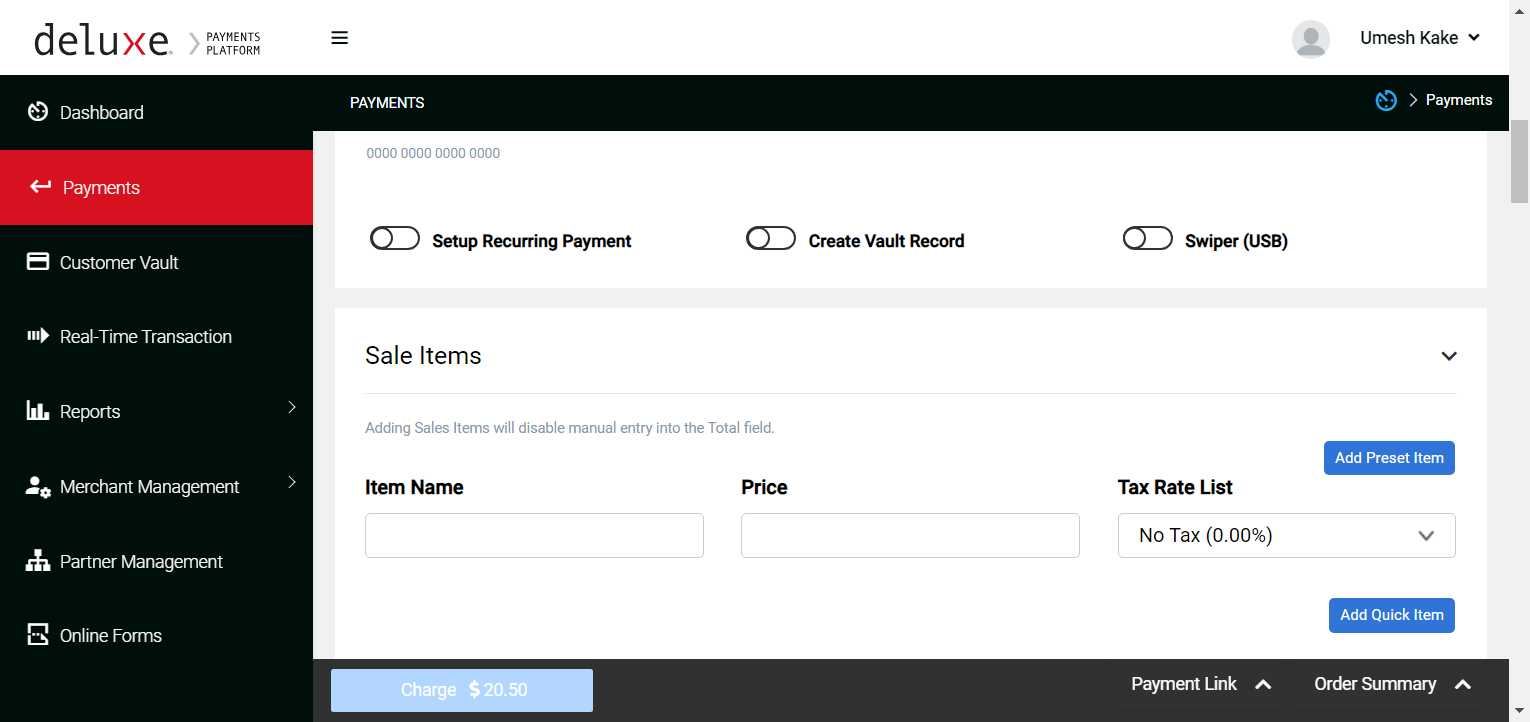 deluxe. PAYMENTS PLATFORM
Umesh Kake
Dashboard
Payments
Customer Vault
Real-Time Transaction
Reports
Merchant Management
Partner Management
Online Forms
PAYMENTS
Payments
0000 0000 0000 0000
Setup Recurring Payment
Create Vault Record
Swiper (USB)
Sale Items
Adding Sales Items will disable manual entry into the Total field.
Add Preset Item
Item Name
Price
Tax Rate List
No Tax (0.00%)
Add Quick Item
Charge $ 20.50
Payment Link
Order Summary